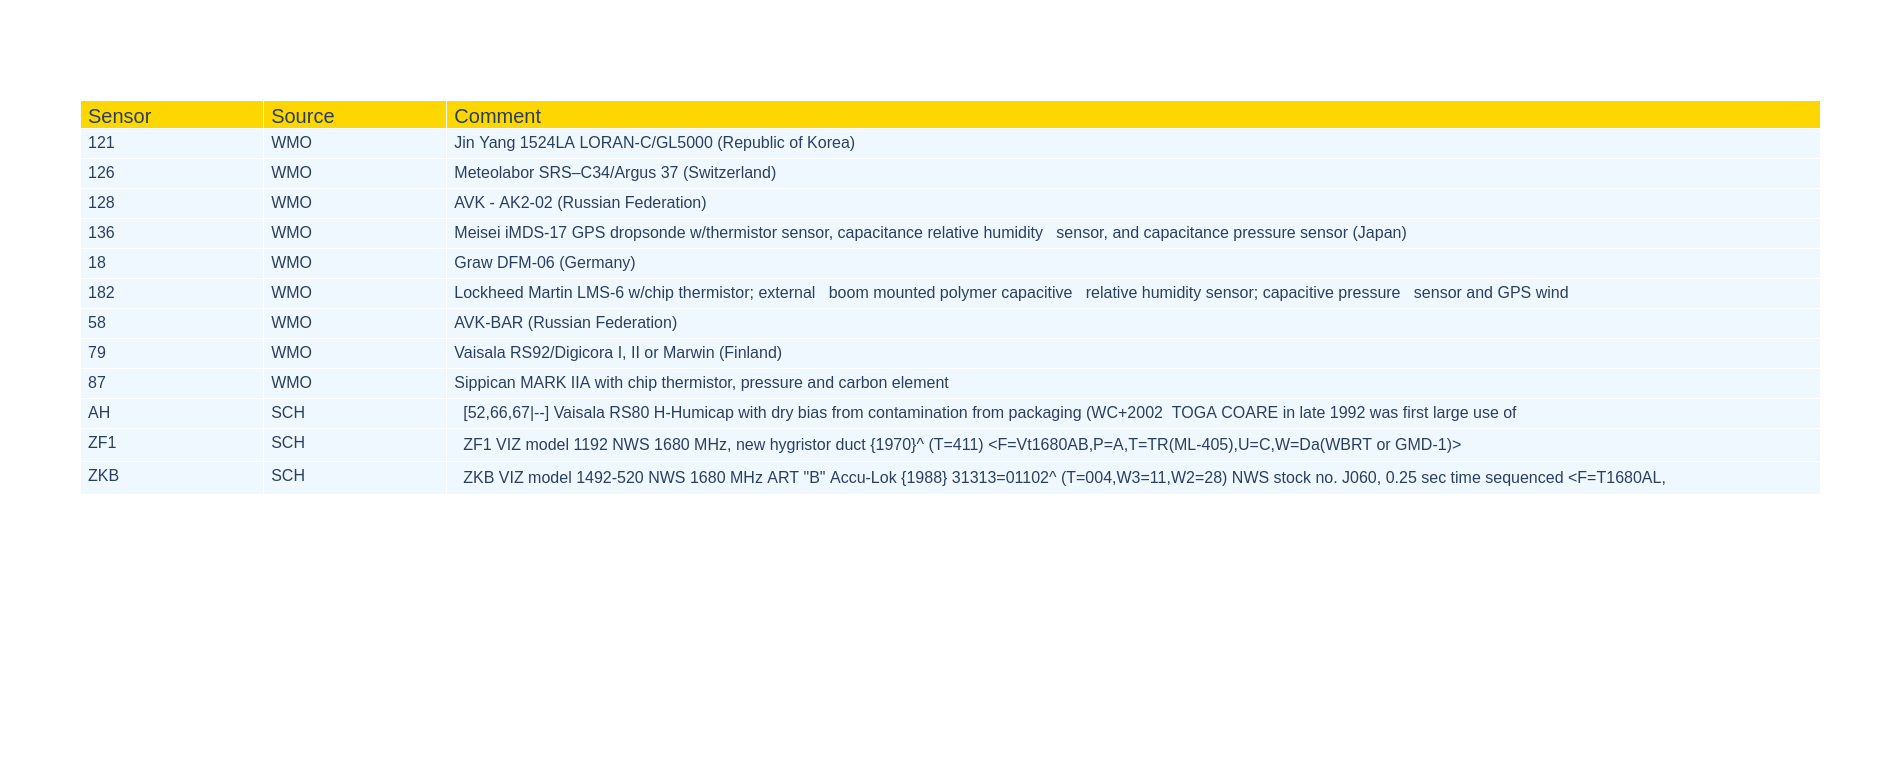 Sensor Source Comment
121 WMO Jin Yang 1524LA LORAN-C/GL5000 (Republic of Korea)
126 WMO Meteolabor SRS–C34/Argus 37 (Switzerland)
128 WMO AVK - AK2-02 (Russian Federation)
136 WMO Meisei iMDS-17 GPS dropsonde w/thermistor sensor, capacitance relative humidity   sensor, and capacitance pressure sensor (Japan)
18 WMO Graw DFM-06 (Germany)
182 WMO Lockheed Martin LMS-6 w/chip thermistor; external   boom mounted polymer capacitive   relative humidity sensor; capacitive pressure   sensor and GPS wind
58 WMO AVK-BAR (Russian Federation)
79 WMO Vaisala RS92/Digicora I, II or Marwin (Finland)
87 WMO Sippican MARK IIA with chip thermistor, pressure and carbon element
AH SCH [52,66,67|--] Vaisala RS80 H-Humicap with dry bias from contamination from packaging (WC+2002  TOGA COARE in late 1992 was first large use of
ZF1 SCH ZF1 VIZ model 1192 NWS 1680 MHz, new hygristor duct {1970}^ (T=411) <F=Vt1680AB,P=A,T=TR(ML-405),U=C,W=Da(WBRT or GMD-1)>
ZKB SCH ZKB VIZ model 1492-520 NWS 1680 MHz ART "B" Accu-Lok {1988} 31313=01102^ (T=004,W3=11,W2=28) NWS stock no. J060, 0.25 sec time sequenced <F=T1680AL,